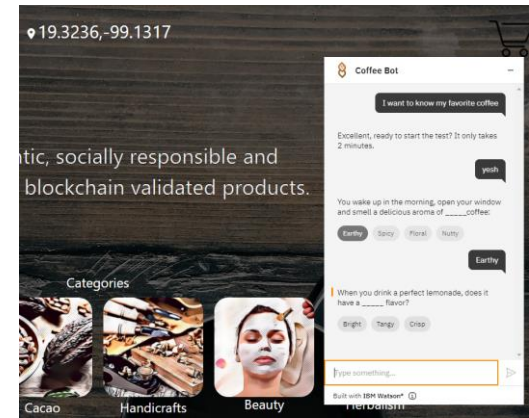 19.3236,-99.1317
Coffee Bot
I want to know my favorite coffee
Excellent, ready to start the test? It only takes
2 minutes.
yesh
You wake up in the morning, open your window
and smell a delicious aroma of _____coffee:
Earthy Spicy Floral Nutty
Earthy
When you drink a perfect lemonade, does it
have a _____ flavor?
Bright Tangy Crisp
Type something...
Built with IBM Watson®
ntic, socially responsible and
blockchain validated products.
Categories
Cacao
Handicrafts
Beauty
Herbalism